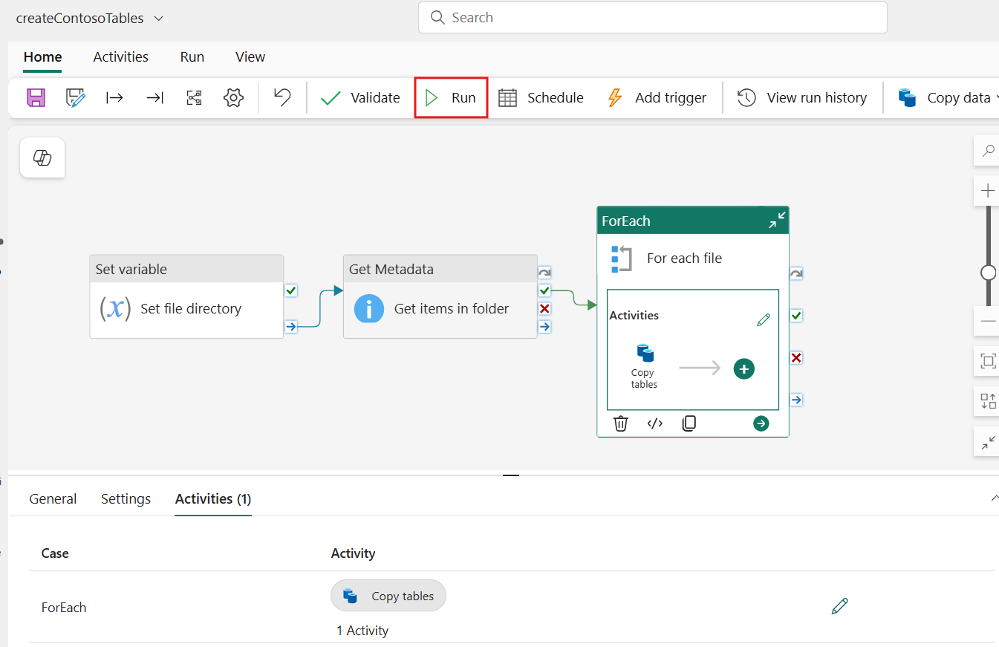 createContosoTables
Search
Home Activities Run View
Validate Run Schedule Add trigger View run history Copy data
ForEach
For each file
Set variable
(x) Set file directory
Get Metadata
i Get items in folder
Activities
Copy
tables
</>
General Settings Activities (1)
Case Activity
Copy tables
ForEach
1 Activity